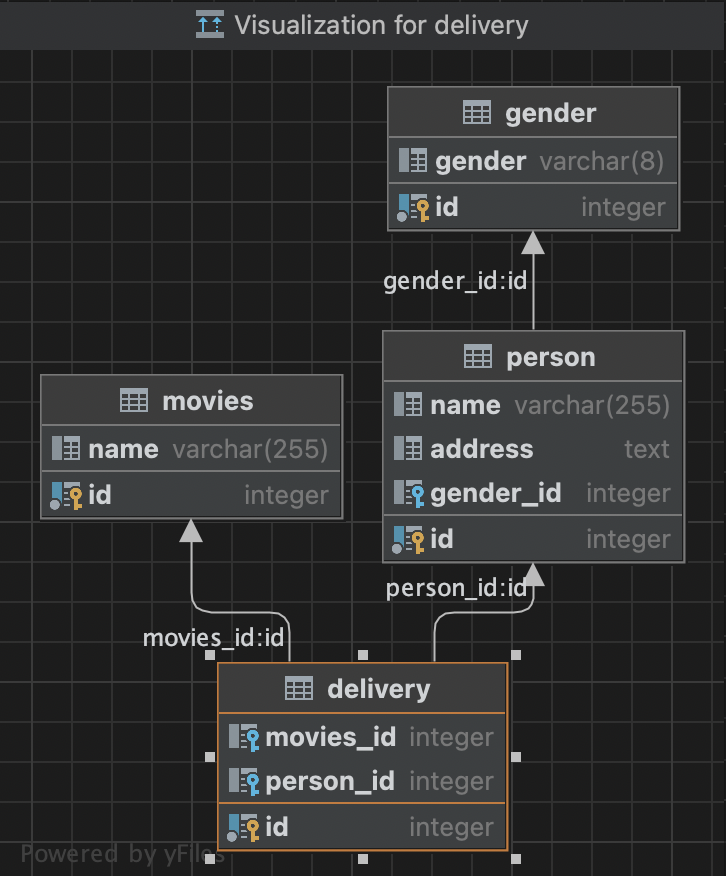 Visualization for delivery
gender
gender varchar(8)
id integer
gender_id:id
person
name varchar(255)
address text
gender_id integer
id integer
movies
name varchar(255)
id integer
person_id:id
movies_id:id
delivery
movies_id integer
person_id integer
id integer
Powered by yFiles